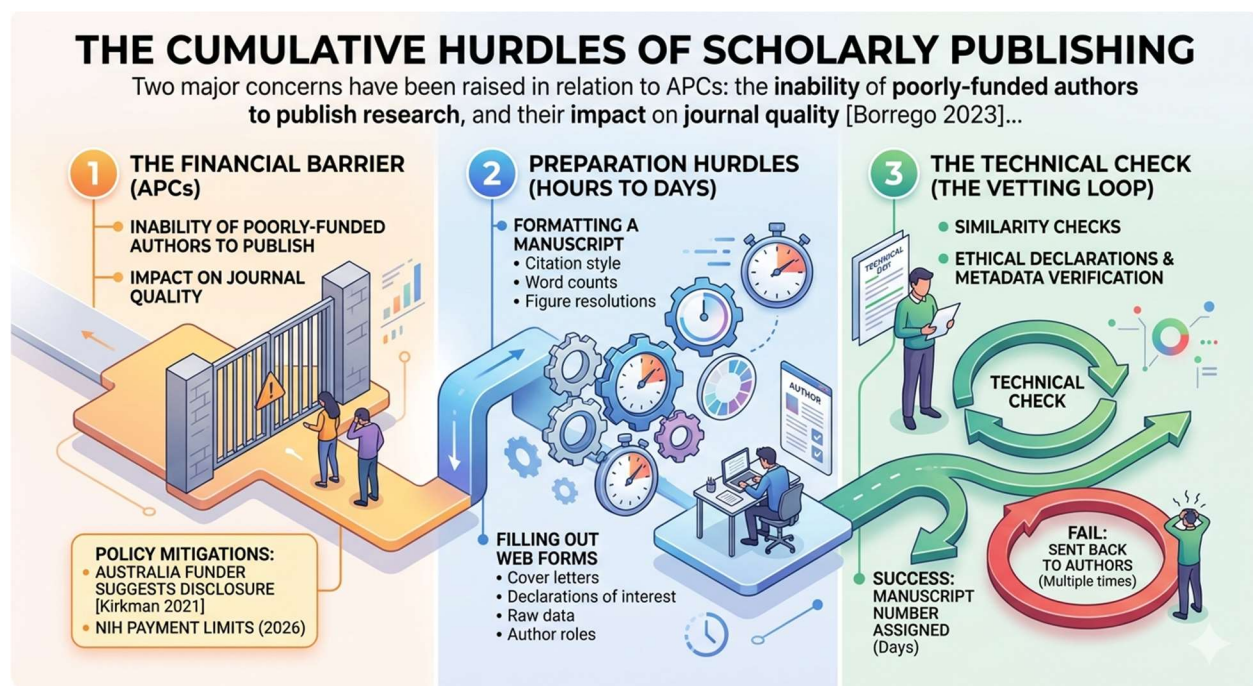 THE CUMULATIVE HURDLES OF SCHOLARLY PUBLISHING
Two major concerns have been raised in relation to APCs: the inability of poorly-funded authors
to publish research, and their impact on journal quality [Borrego 2023]...
1
THE FINANCIAL BARRIER
(APCs)
INABILITY OF POORLY-FUNDED
AUTHORS TO PUBLISH
IMPACT ON JOURNAL
QUALITY
!
POLICY MITIGATIONS:
• AUSTRALIA FUNDER
SUGGESTS DISCLOSURE
[Kirkman 2021]
• NIH PAYMENT LIMITS (2026)
2
PREPARATION HURDLES
(HOURS TO DAYS)
FORMATTING A
MANUSCRIPT
• Citation style
• Word counts
• Figure resolutions
AUTHOR
FILLING OUT
WEB FORMS
• Cover letters
• Declarations of interest
• Raw data
• Author roles
3
THE TECHNICAL CHECK
(THE VETTING LOOP)
• SIMILARITY CHECKS
• ETHICAL DECLARATIONS &
METADATA VERIFICATION
TECHNICAL
CHECK
FAIL:
SENT BACK
TO AUTHORS
(Multiple times)
SUCCESS:
MANUSCRIPT
NUMBER
ASSIGNED
(Days)